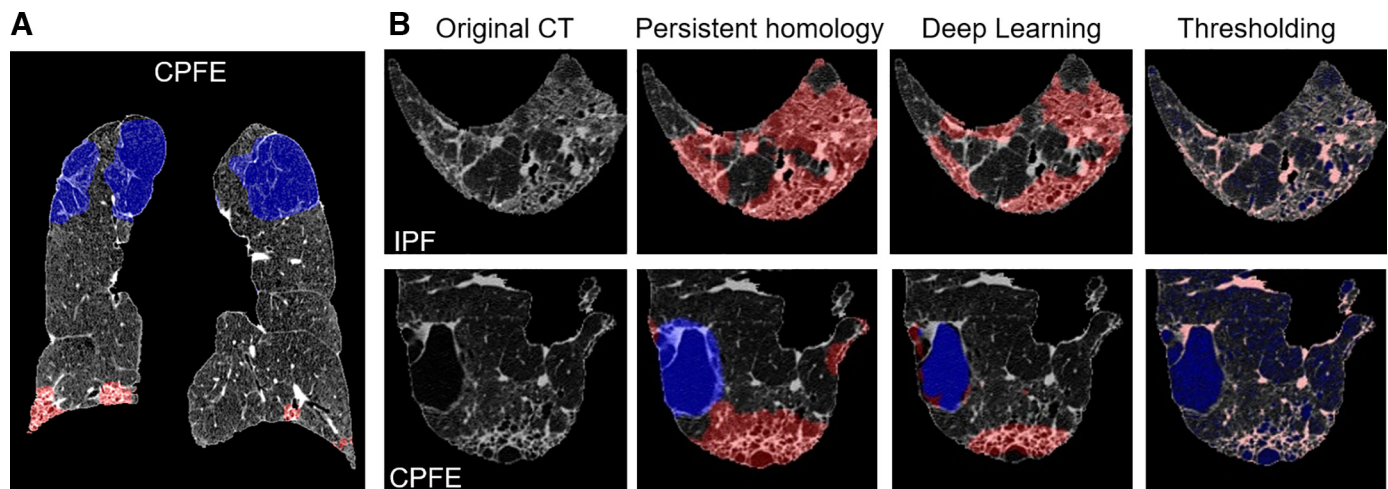 A
CPFE
B
Original CT
Persistent homology
Deep Learning
Thresholding
IPF
CPFE